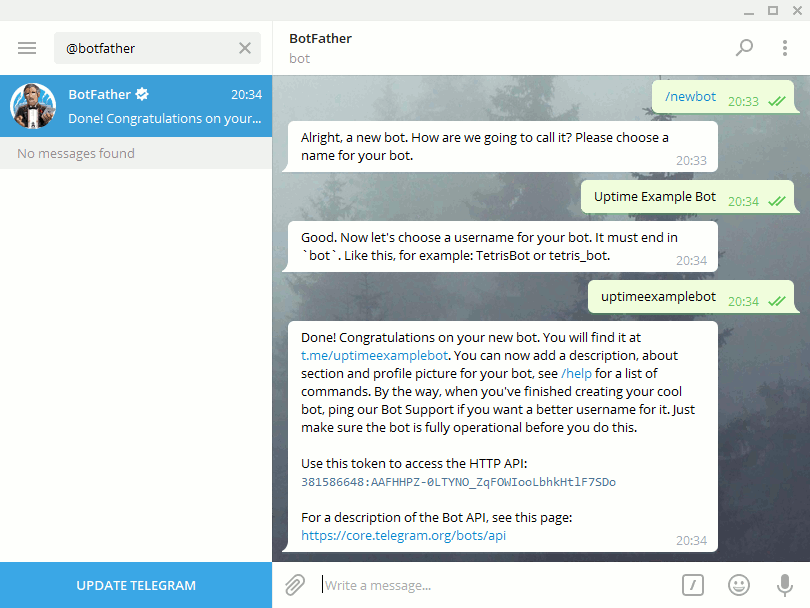 @botfather
BotFather
20:34
Done! Congratulations on your...
No messages found
UPDATE TELEGRAM
BotFather
bot
/newbot
20:33
Alright, a new bot. How are we going to call it? Please choose a
name for your bot.
20:33
Uptime Example Bot
20:34
Good. Now let's choose a username for your bot. It must end in
`bot`. Like this, for example: TetrisBot or tetris_bot.
20:34
uptimeexamplebot
20:34
Done! Congratulations on your new bot. You will find it at
t.me/uptimeexamplebot. You can now add a description, about
section and profile picture for your bot, see /help for a list of
commands. By the way, when you've finished creating your cool
bot, ping our Bot Support if you want a better username for it. Just
make sure the bot is fully operational before you do this.
Use this token to access the HTTP API:
381586648:AAFHHPZ-0LTYNO_ZqFOWIooLbhkHtlF7SDo
For a description of the Bot API, see this page:
https://core.telegram.org/bots/api
20:34
Write a message...